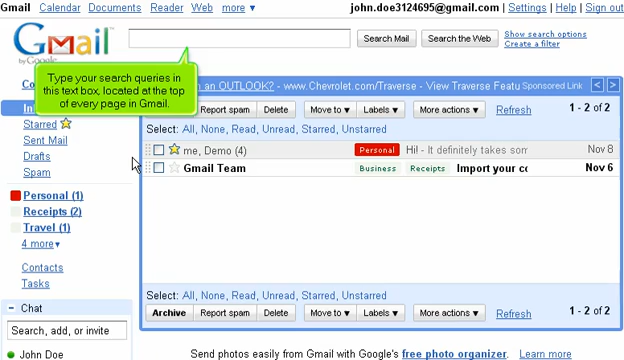 Gmail Calendar Documents Reader Web more ▾ john.doe3124695@gmail.com | Settings | Help | Sign out
Gmail
by Google
Search Mail Search the Web Show search options
Create a filter
Type your search queries in
this text box, located at the top
of every page in Gmail.
Co
an OUTLOOK? - www.Chevrolet.com/Traverse - View Traverse Featu Sponsored Link < >
In
Report spam Delete Move to ▾ Labels ▾ More actions ▾ Refresh 1 - 2 of 2
Starred
Select: All, None, Read, Unread, Starred, Unstarred
Sent Mail
me, Demo (4) Personal Hi! - It definitely takes som Nov 8
Drafts
Gmail Team Business Receipts Import your co Nov 6
Spam
Personal (1)
Receipts (2)
Travel (1)
4 more ▾
Contacts
Tasks
Select: All, None, Read, Unread, Starred, Unstarred
Chat
Archive Report spam Delete Move to ▾ Labels ▾ More actions ▾ Refresh 1 - 2 of 2
Search, add, or invite
John Doe
Send photos easily from Gmail with Google's free photo organizer. Learn more